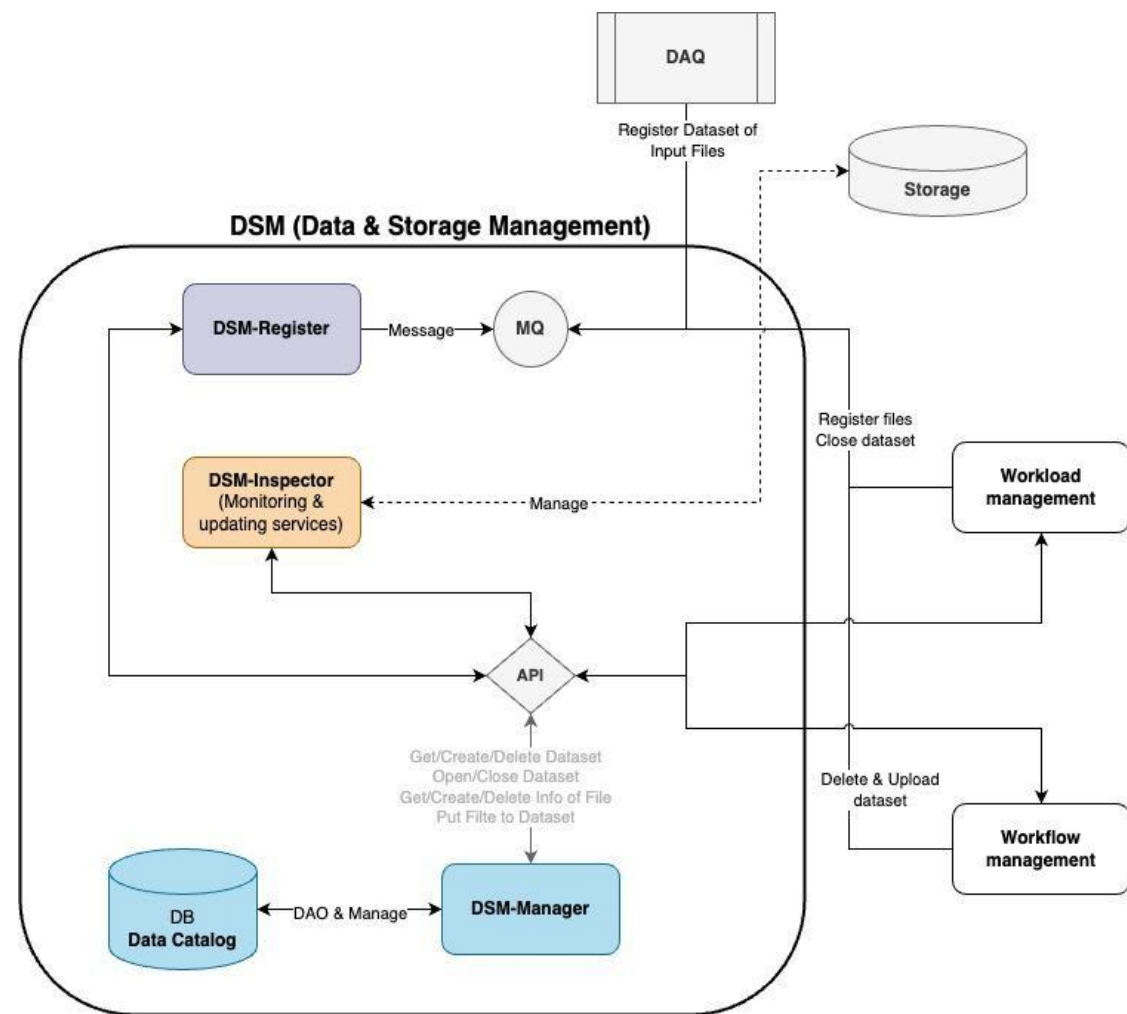 DAQ
Register Dataset of
Input Files
Storage
DSM (Data & Storage Management)
DSM-Register
Message
MQ
Register files
Close dataset
DSM-Inspector
(Monitoring &
updating services)
Manage
Workload
management
API
Get/Create/Delete Dataset
Open/Close Dataset
Get/Create/Delete Info of File
Put Filte to Dataset
Delete & Upload
dataset
Workflow
management
DB
Data Catalog
DAO & Manage
DSM-Manager